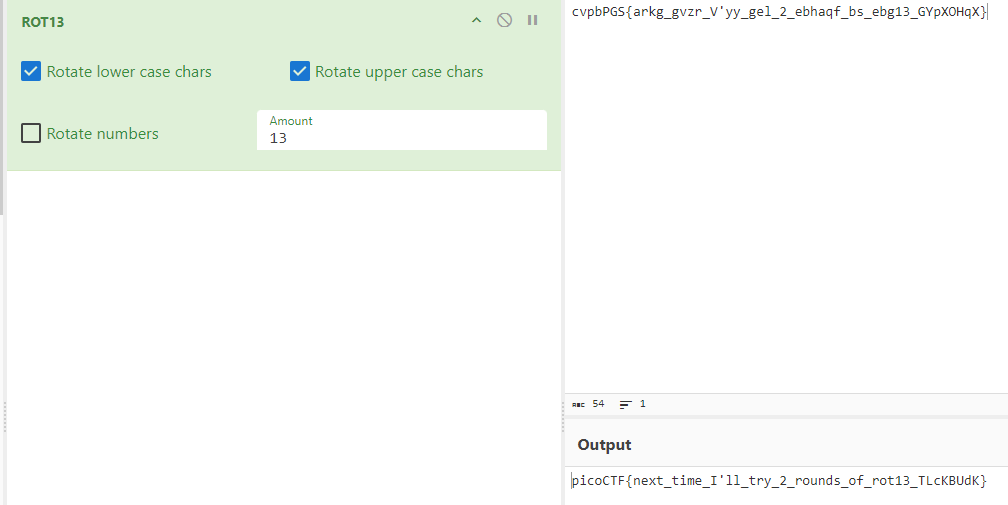 ROT13
Rotate lower case chars
Rotate upper case chars
Rotate numbers
Amount
13
cvpbPGS{arkg_gvzr_V'yy_gel_2_ebhaqf_bs_ebg13_GYpXOHqX}
ABC 54 1
Output
picoCTF{next_time_I'll_try_2_rounds_of_rot13_TLcKBUdK}